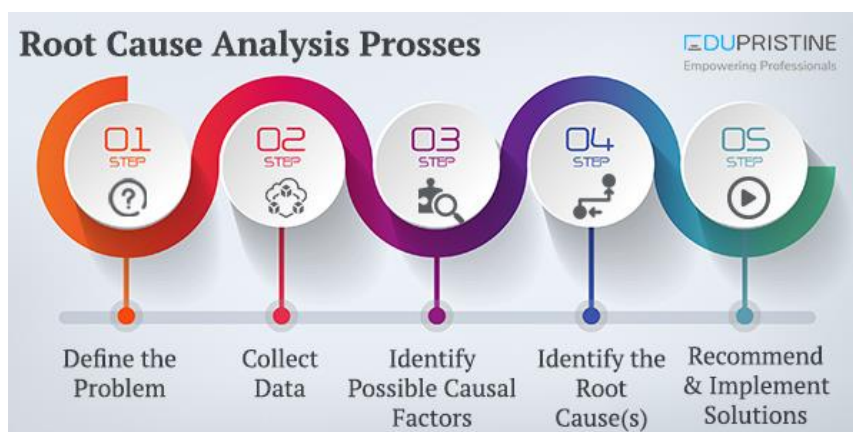 Root Cause Analysis Prosses
EDUPRISTINE
Empowering Professionals
01
STEP
02
STEP
03
STEP
04
STEP
05
STEP
Define the
Problem
Collect
Data
Identify
Possible Causal
Factors
Identify the
Root
Cause(s)
Recommend
& Implement
Solutions